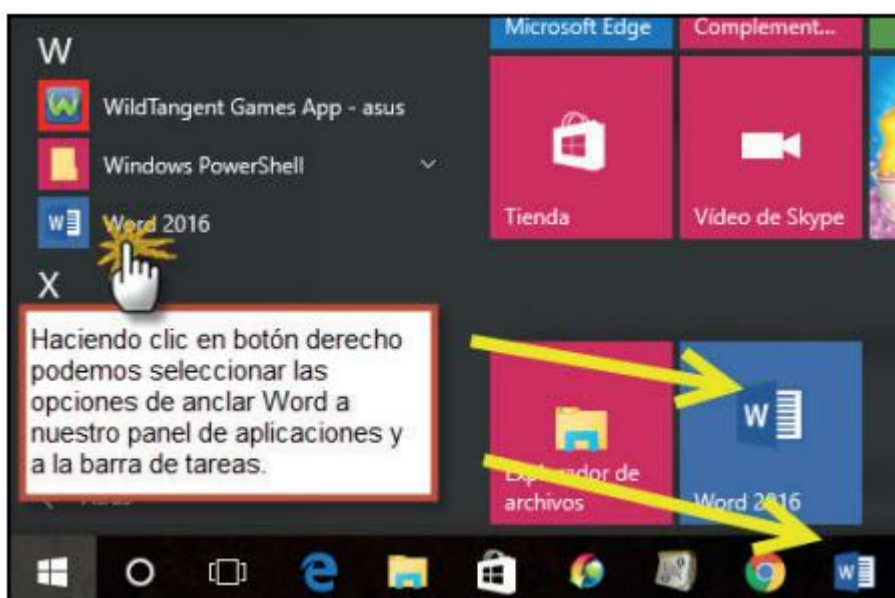 W
WildTangent Games App - asus
Windows PowerShell
Word 2016
X
Haciendo clic en botón derecho
podemos seleccionar las
opciones de anclar Word a
nuestro panel de aplicaciones y
a la barra de tareas.
Microsoft Edge
Complement...
Tienda
Vídeo de Skype
Explorador de
archivos
Word 2016